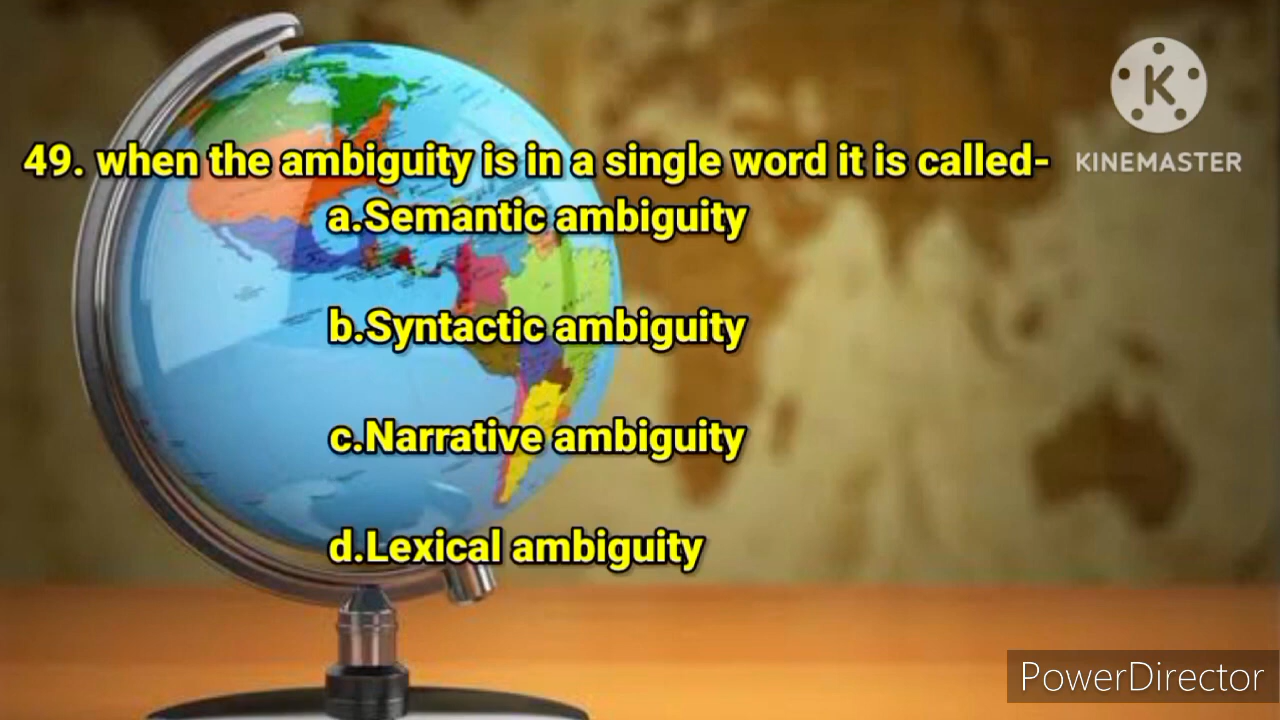 49. when the ambiguity is in a single word it is called-
a.Semantic ambiguity
b.Syntactic ambiguity
c.Narrative ambiguity
d.Lexical ambiguity
K
KINEMASTER
PowerDirector